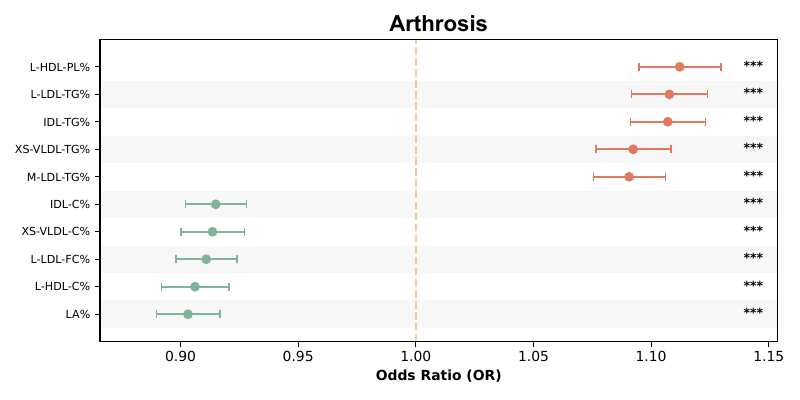 Arthrosis
L-HDL-PL% ***
L-LDL-TG% ***
IDL-TG% ***
XS-VLDL-TG% ***
M-LDL-TG% ***
IDL-C% ***
XS-VLDL-C% ***
L-LDL-FC% ***
L-HDL-C% ***
LA% ***
0.90 0.95 1.00 1.05 1.10 1.15
Odds Ratio (OR)